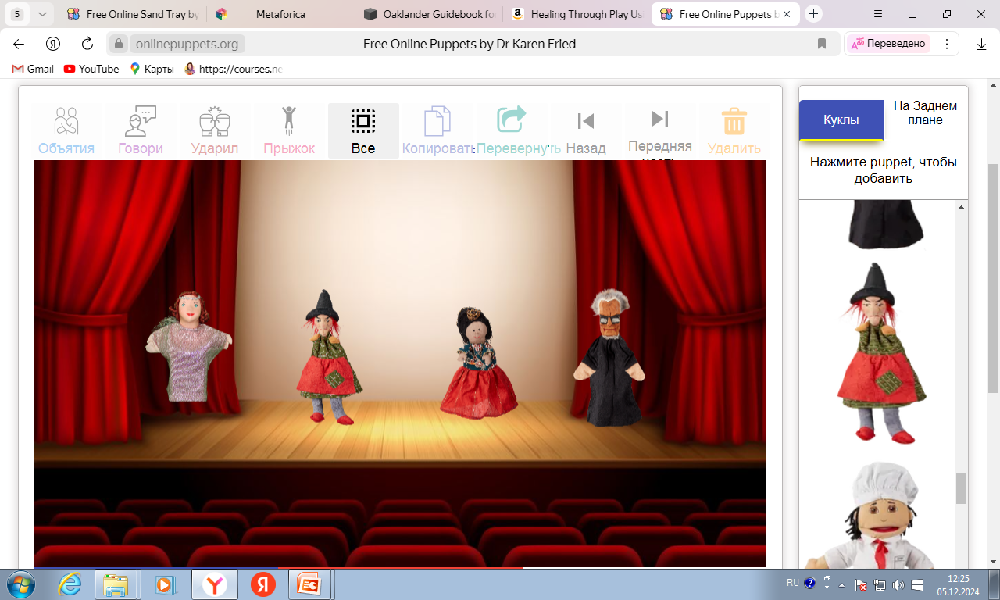 5
Free Online Sand Tray by
Metaforica
Oaklander Guidebook for
Healing Through Play Us
Free Online Puppets b
onlinepuppets.org
Free Online Puppets by Dr Karen Fried
Переведено
Gmail
YouTube
Карты
https://courses.ne
Объятия
Говори
Ударил
Прыжок
Все
Копировать
Перевернуть
Назад
Передняя
Удалить
Куклы
На Заднем
плане
Нажмите puppet, чтобы
добавить
RU
12:25
05.12.2024